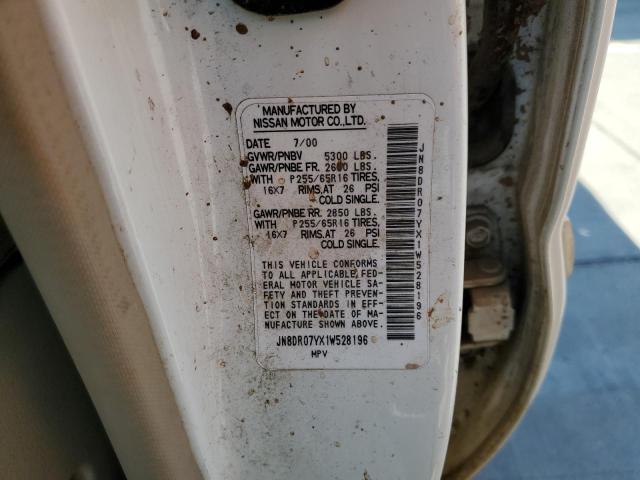 MANUFACTURED BY
NISSAN MOTOR CO.,LTD.
DATE 7/00
GVWR/PNBV 5300 LBS.
GAWR/PNBE FR. 2600 LBS.
WITH P255/65R16 TIRES,
16X7 RIMS,AT 26 PSI
COLD SINGLE.
GAWR/PNBE RR. 2850 LBS.
WITH P255/65R16 TIRES,
16X7 RIMS,AT 26 PSI
COLD SINGLE.
THIS VEHICLE CONFORMS
TO ALL APPLICABLE FED
ERAL MOTOR VEHICLE SA-
FETY AND THEFT PREVEN-
TION STANDARDS IN EFF-
ECT ON THE DATE OF MA-
NUFACTURE SHOWN ABOVE.
JN8DR07YX1W528196
MPV
JN8DR07YX1W528196